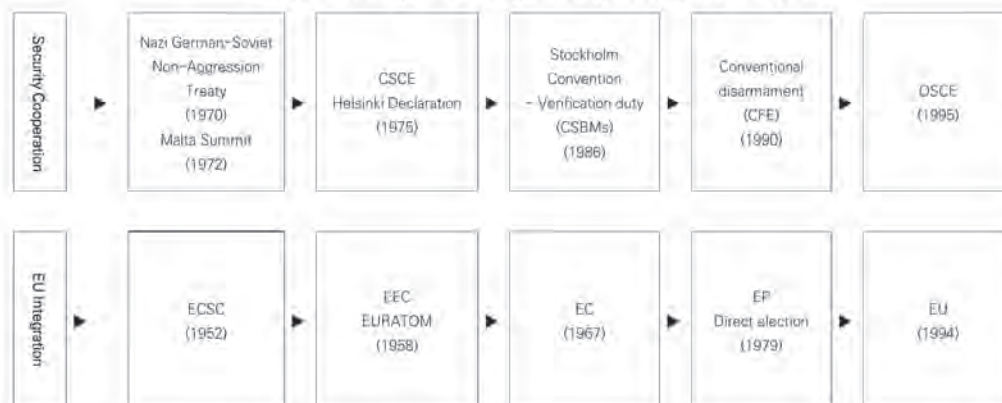 Security Cooperation
Nazi German-Soviet
Non-Aggression
Treaty
(1970)
Malta Summit
(1972)
CSCE
Helsinki Declaration
(1975)
Stockholm
Convention
- Verification duty
(CSBMs)
(1986)
Conventional
disarmament
(CFE)
(1990)
OSCE
(1995)
EU Integration
ECSC
(1952)
EEC
EURATOM
(1958)
EC
(1967)
EP
Direct election
(1979)
EU
(1994)